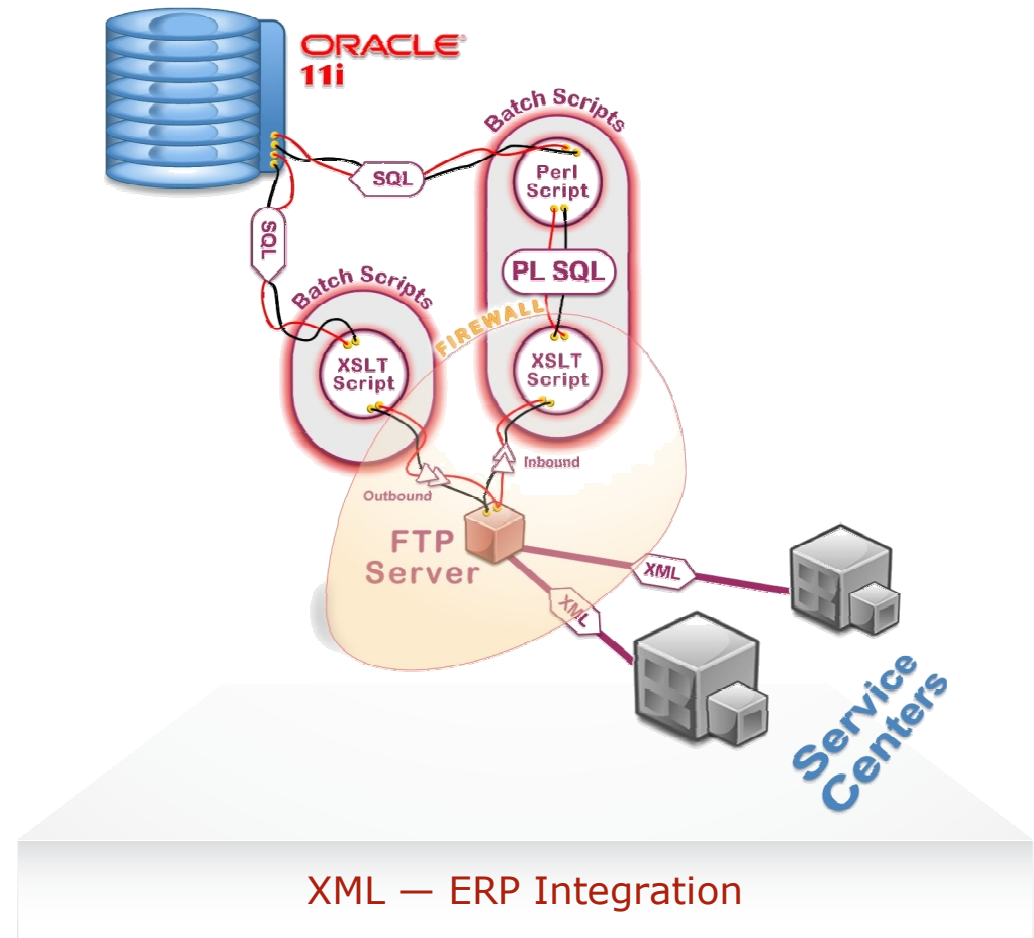 ORACLE®
11i
Batch Scripts
Perl
Script
SQL
SQL
PL SQL
Batch Scripts
FIREWALL
XSLT
Script
XSLT
Script
Inbound
Outbound
FTP
Server
XML
XML
Service
Centers
XML — ERP Integration